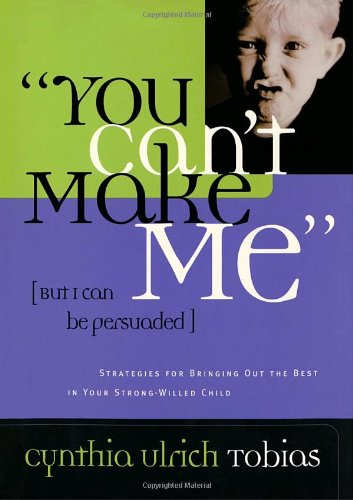 “You
can't
Make
Me”
[But I can
be persuaded]
Strategies for Bringing Out the Best
in Your Strong-Willed Child
cynthia ulrich Tobias